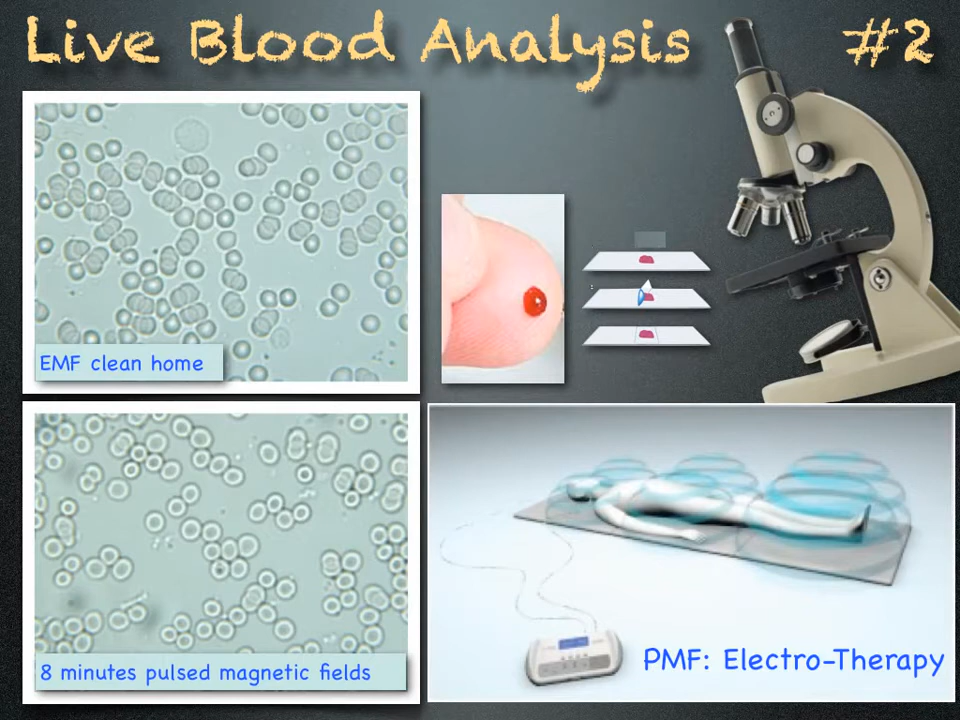 Live Blood Analysis #2
EMF clean home
8 minutes pulsed magnetic fields
PMF: Electro-Therapy